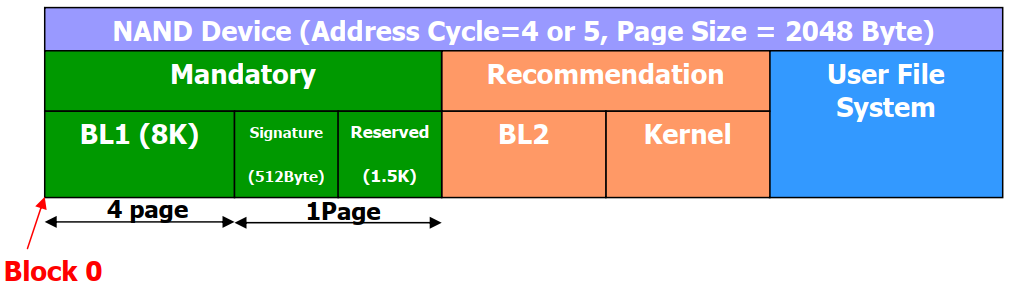 NAND Device (Address Cycle=4 or 5, Page Size = 2048 Byte)
Mandatory
Recommendation
User File
System
BL1 (8K)
Signature
(512Byte)
Reserved
(1.5K)
BL2
Kernel
4 page
1Page
Block 0